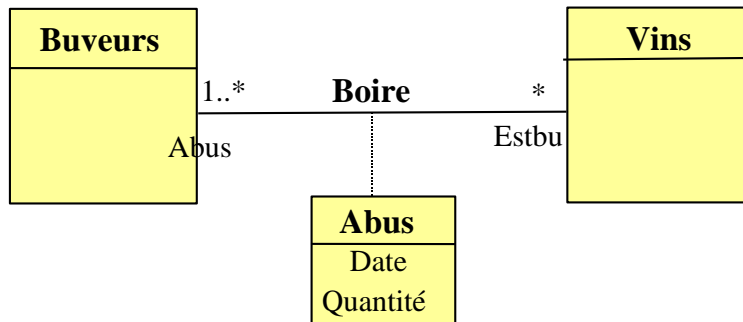 Buveurs
Vins
1..*
Boire
*
Abus
Estbu
Abus
Date
Quantité